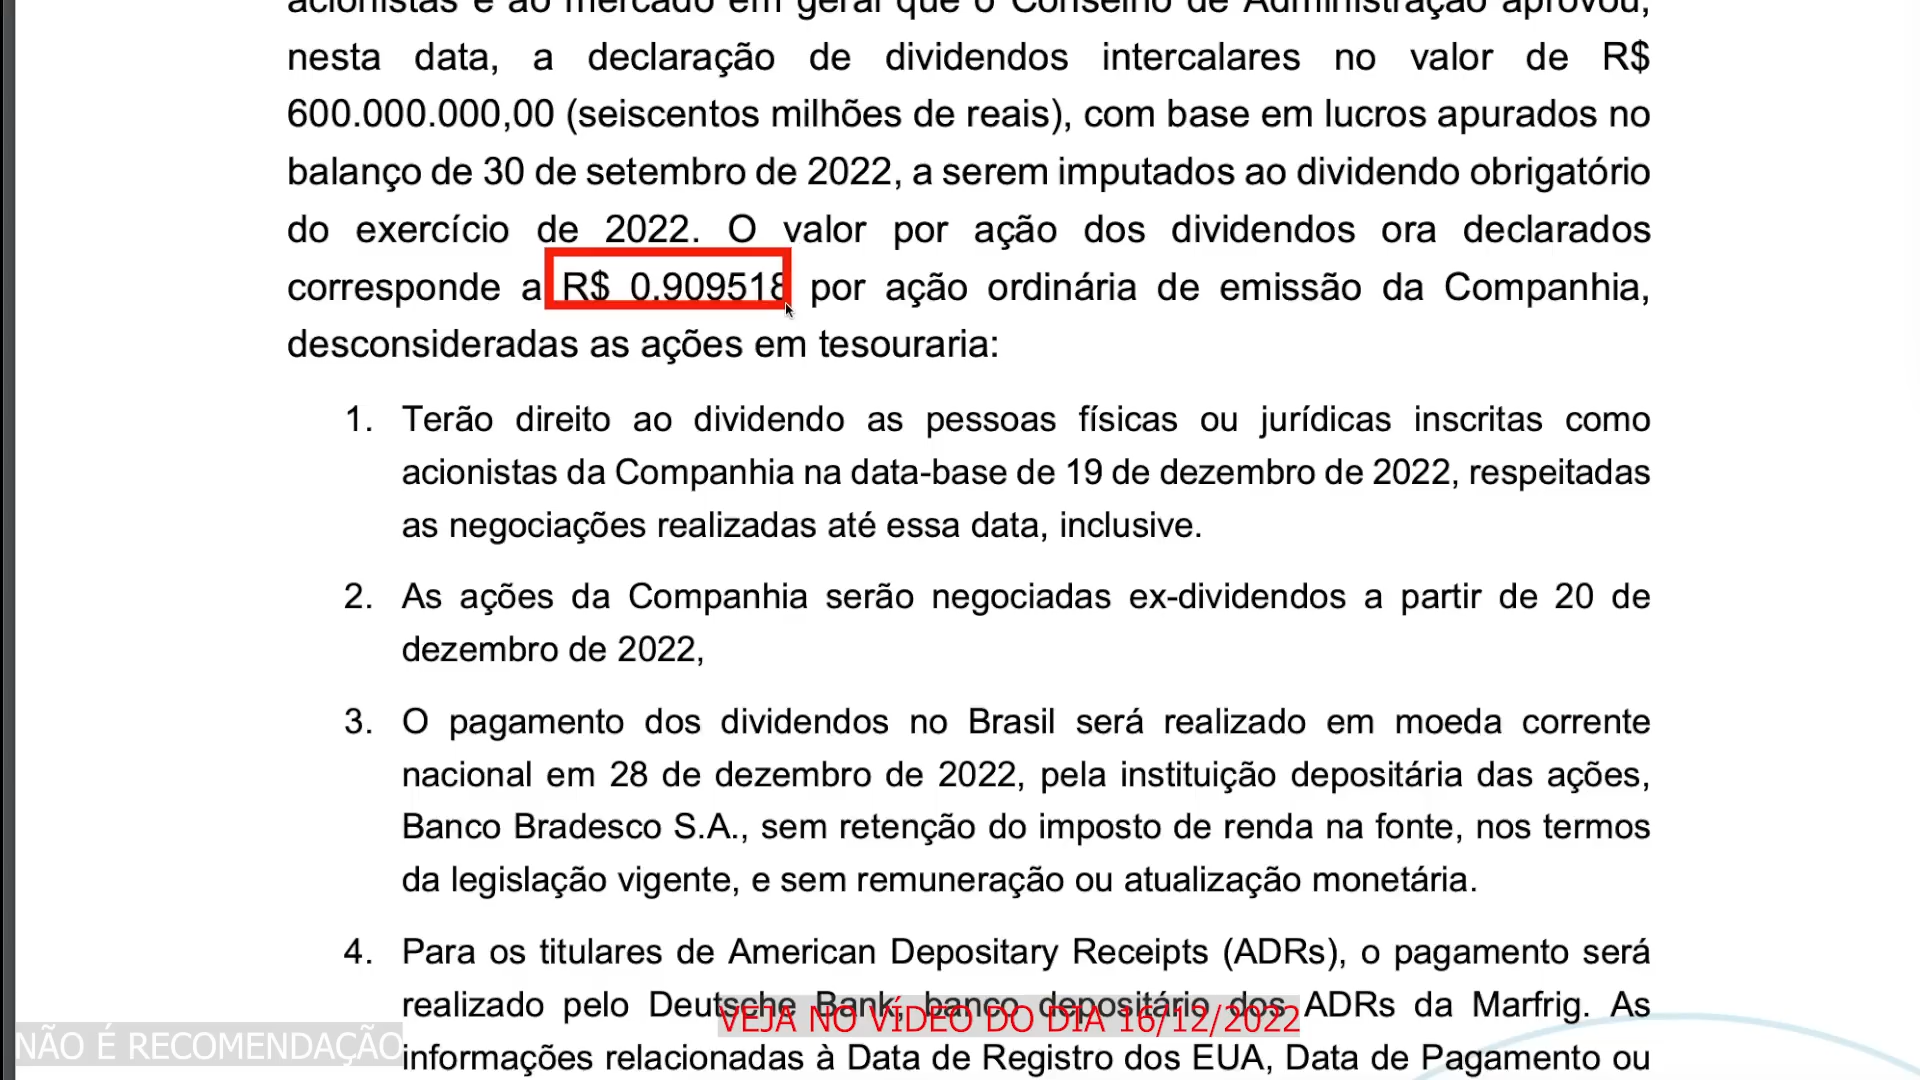 acionistas e ao mercado em geral que o Conselho de Administração aprovou,
nesta data, a declaração de dividendos intercalares no valor de R$
600.000.000,00 (seiscentos milhões de reais), com base em lucros apurados no
balanço de 30 de setembro de 2022, a serem imputados ao dividendo obrigatório
do exercício de 2022. O valor por ação dos dividendos ora declarados
corresponde a R$ 0.909518 por ação ordinária de emissão da Companhia,
desconsideradas as ações em tesouraria:
1. Terão direito ao dividendo as pessoas físicas ou jurídicas inscritas como
acionistas da Companhia na data-base de 19 de dezembro de 2022, respeitadas
as negociações realizadas até essa data, inclusive.
2. As ações da Companhia serão negociadas ex-dividendos a partir de 20 de
dezembro de 2022,
3. O pagamento dos dividendos no Brasil será realizado em moeda corrente
nacional em 28 de dezembro de 2022, pela instituição depositária das ações,
Banco Bradesco S.A., sem retenção do imposto de renda na fonte, nos termos
da legislação vigente, e sem remuneração ou atualização monetária.
4. Para os titulares de American Depositary Receipts (ADRs), o pagamento será
realizado pelo Deutsche Bank, banco depositário dos ADRs da Marfrig. As
VEJA NO VÍDEO DO DIA 16/12/2022
NÃO É RECOMENDAÇÃO
informações relacionadas à Data de Registro dos EUA, Data de Pagamento ou